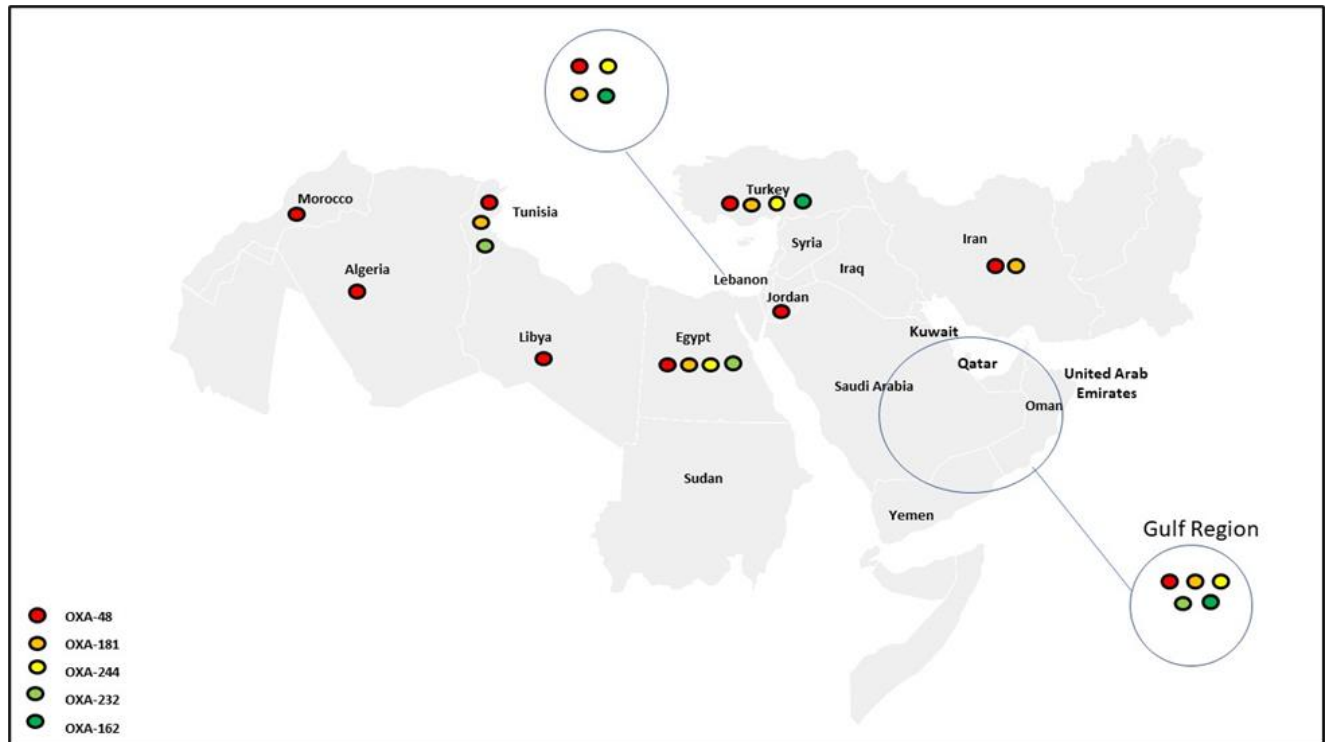 Morocco
Tunisia
Turkey
Algeria
Syria
Iran
Lebanon
Iraq
Jordan
Libya
Egypt
Kuwait
Qatar
United Arab
Emirates
Saudi Arabia
Oman
Sudan
Yemen
Gulf Region
OXA-48
OXA-181
OXA-244
OXA-232
OXA-162